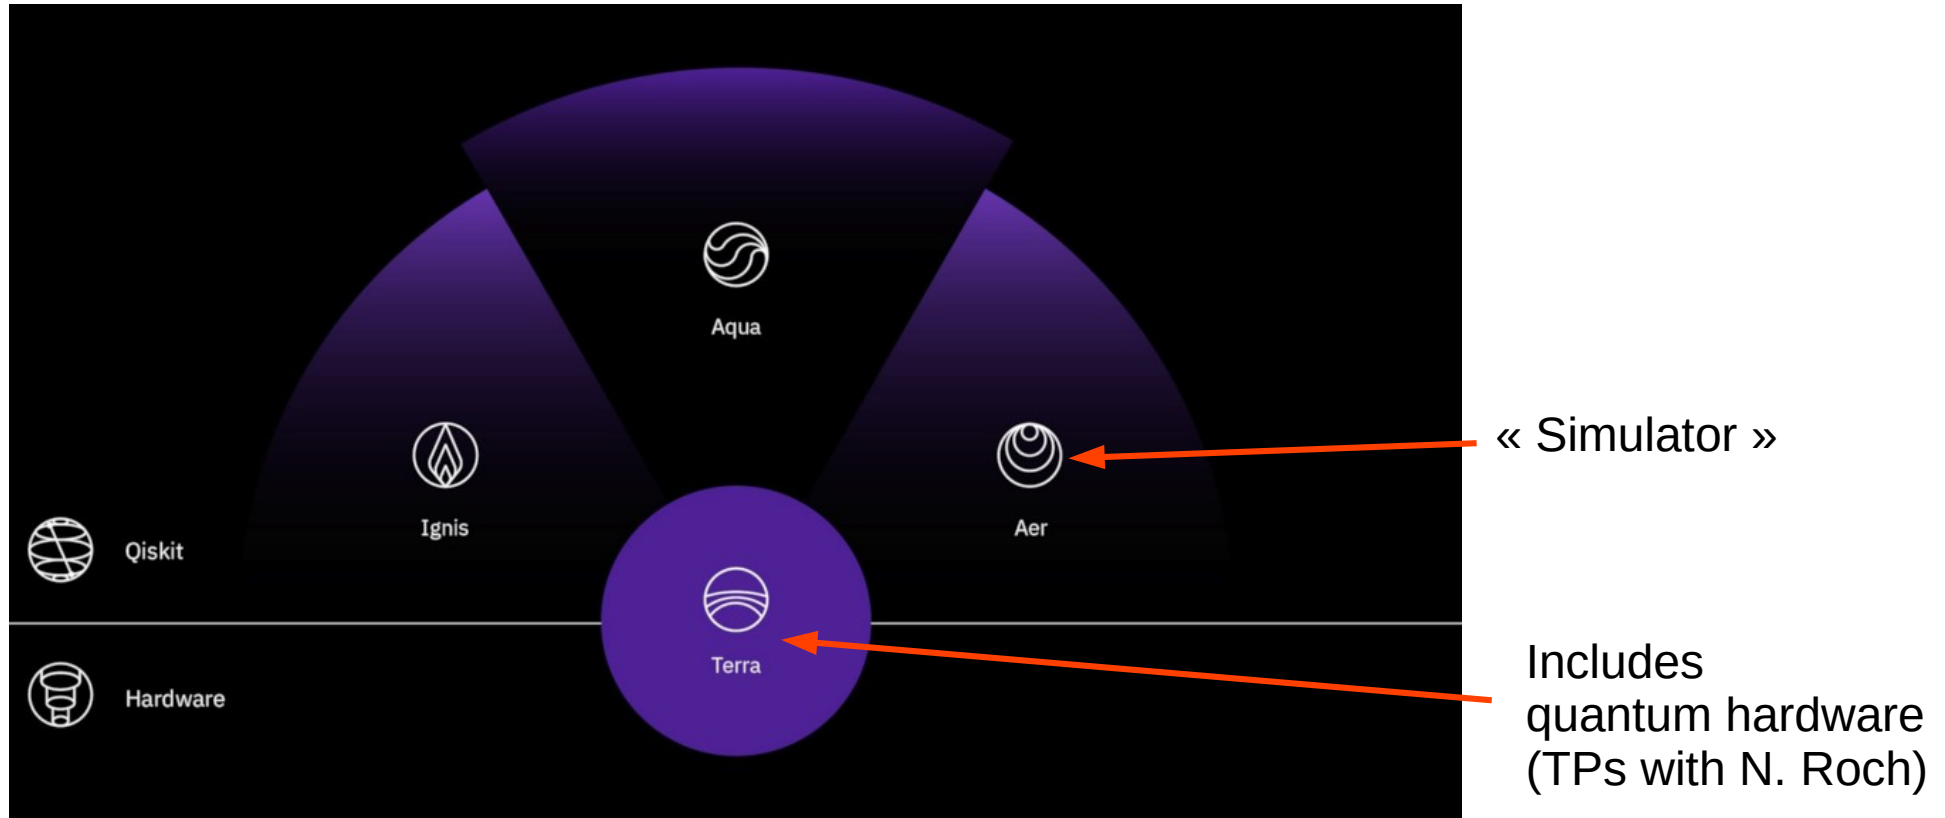 Aqua
« Simulator »
Ignis
Aer
Qiskit
Terra
Hardware
Includes
quantum hardware
(TPs with N. Roch)